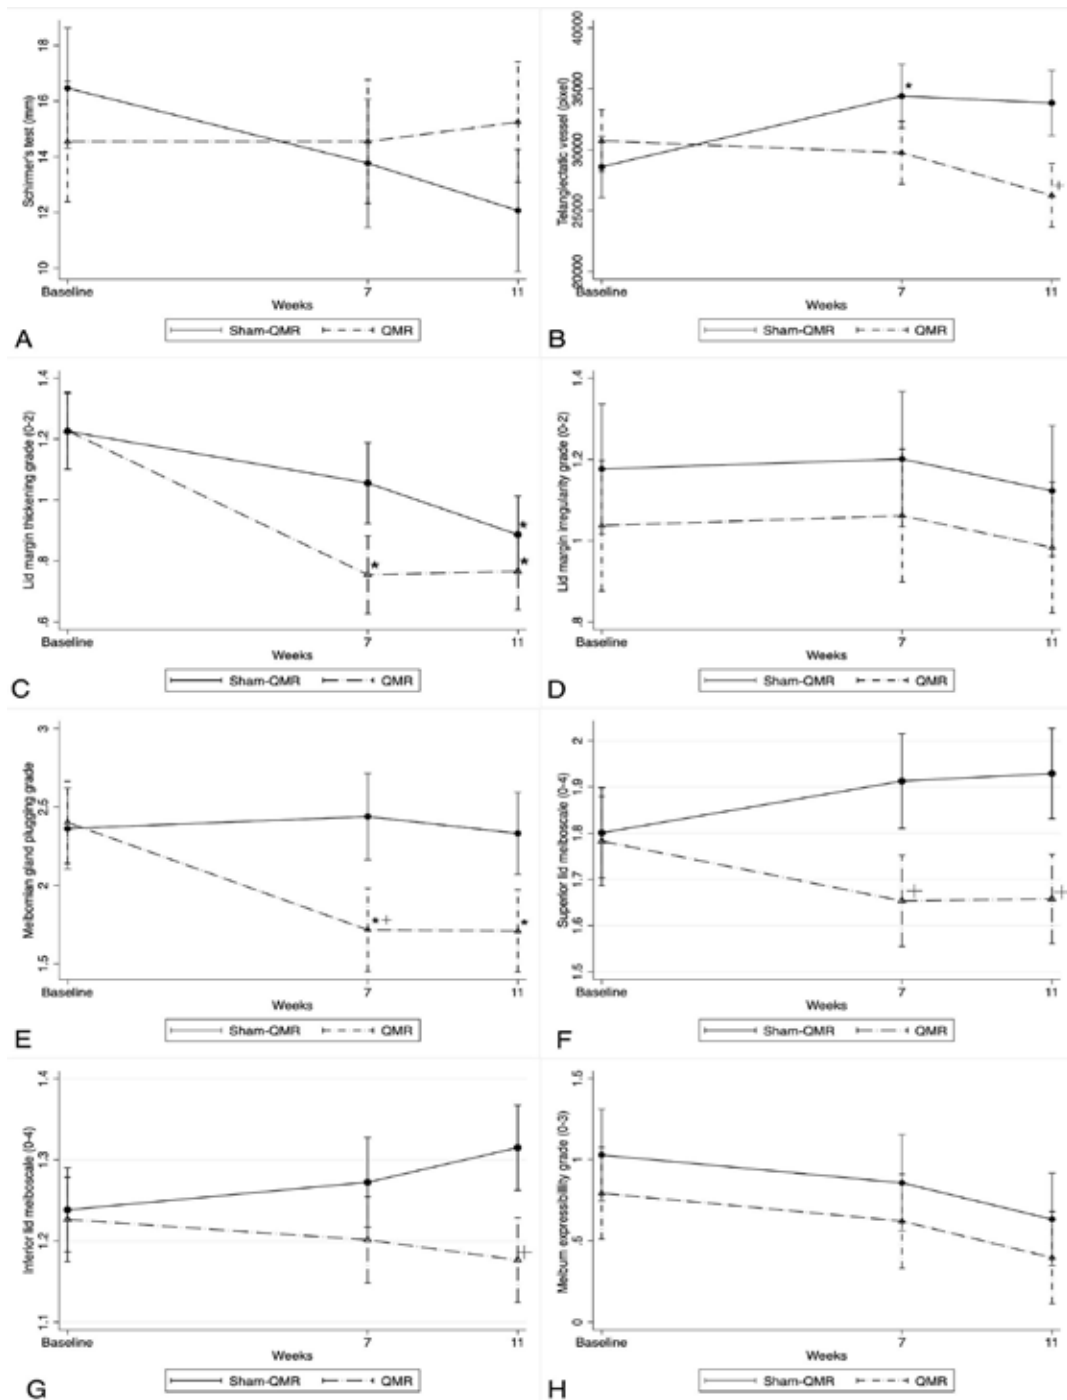 Schirmer's test (mm)
18
16
14
12
10
Baseline
7
11
Weeks
Sham-QMR
QMR
A
Telangiectatic vessel (pixel)
40000
35000
30000
25000
20000
*
+
Baseline
7
11
Weeks
Sham-QMR
QMR
B
Lid margin thickening grade (0-2)
1.4
1.2
1
.8
.6
*
*
*
Baseline
7
11
Weeks
Sham-QMR
QMR
C
Lid margin irregularity grade (0-2)
1.4
1.2
1
.8
Baseline
7
11
Weeks
Sham-QMR
QMR
D
Meibomian gland plugging grade
3
2.5
2
1.5
*+
*
Baseline
7
11
Weeks
Sham-QMR
QMR
E
Superior lid meiboscale (0-4)
2
1.9
1.8
1.7
1.6
1.5
+
+
Baseline
7
11
Weeks
Sham-QMR
QMR
F
Inferior lid meiboscale (0-4)
1.4
1.3
1.2
1.1
+
Baseline
7
11
Weeks
Sham-QMR
QMR
G
Meibum expressibility grade (0-3)
1.5
1
.5
0
Baseline
7
11
Weeks
Sham-QMR
QMR
H